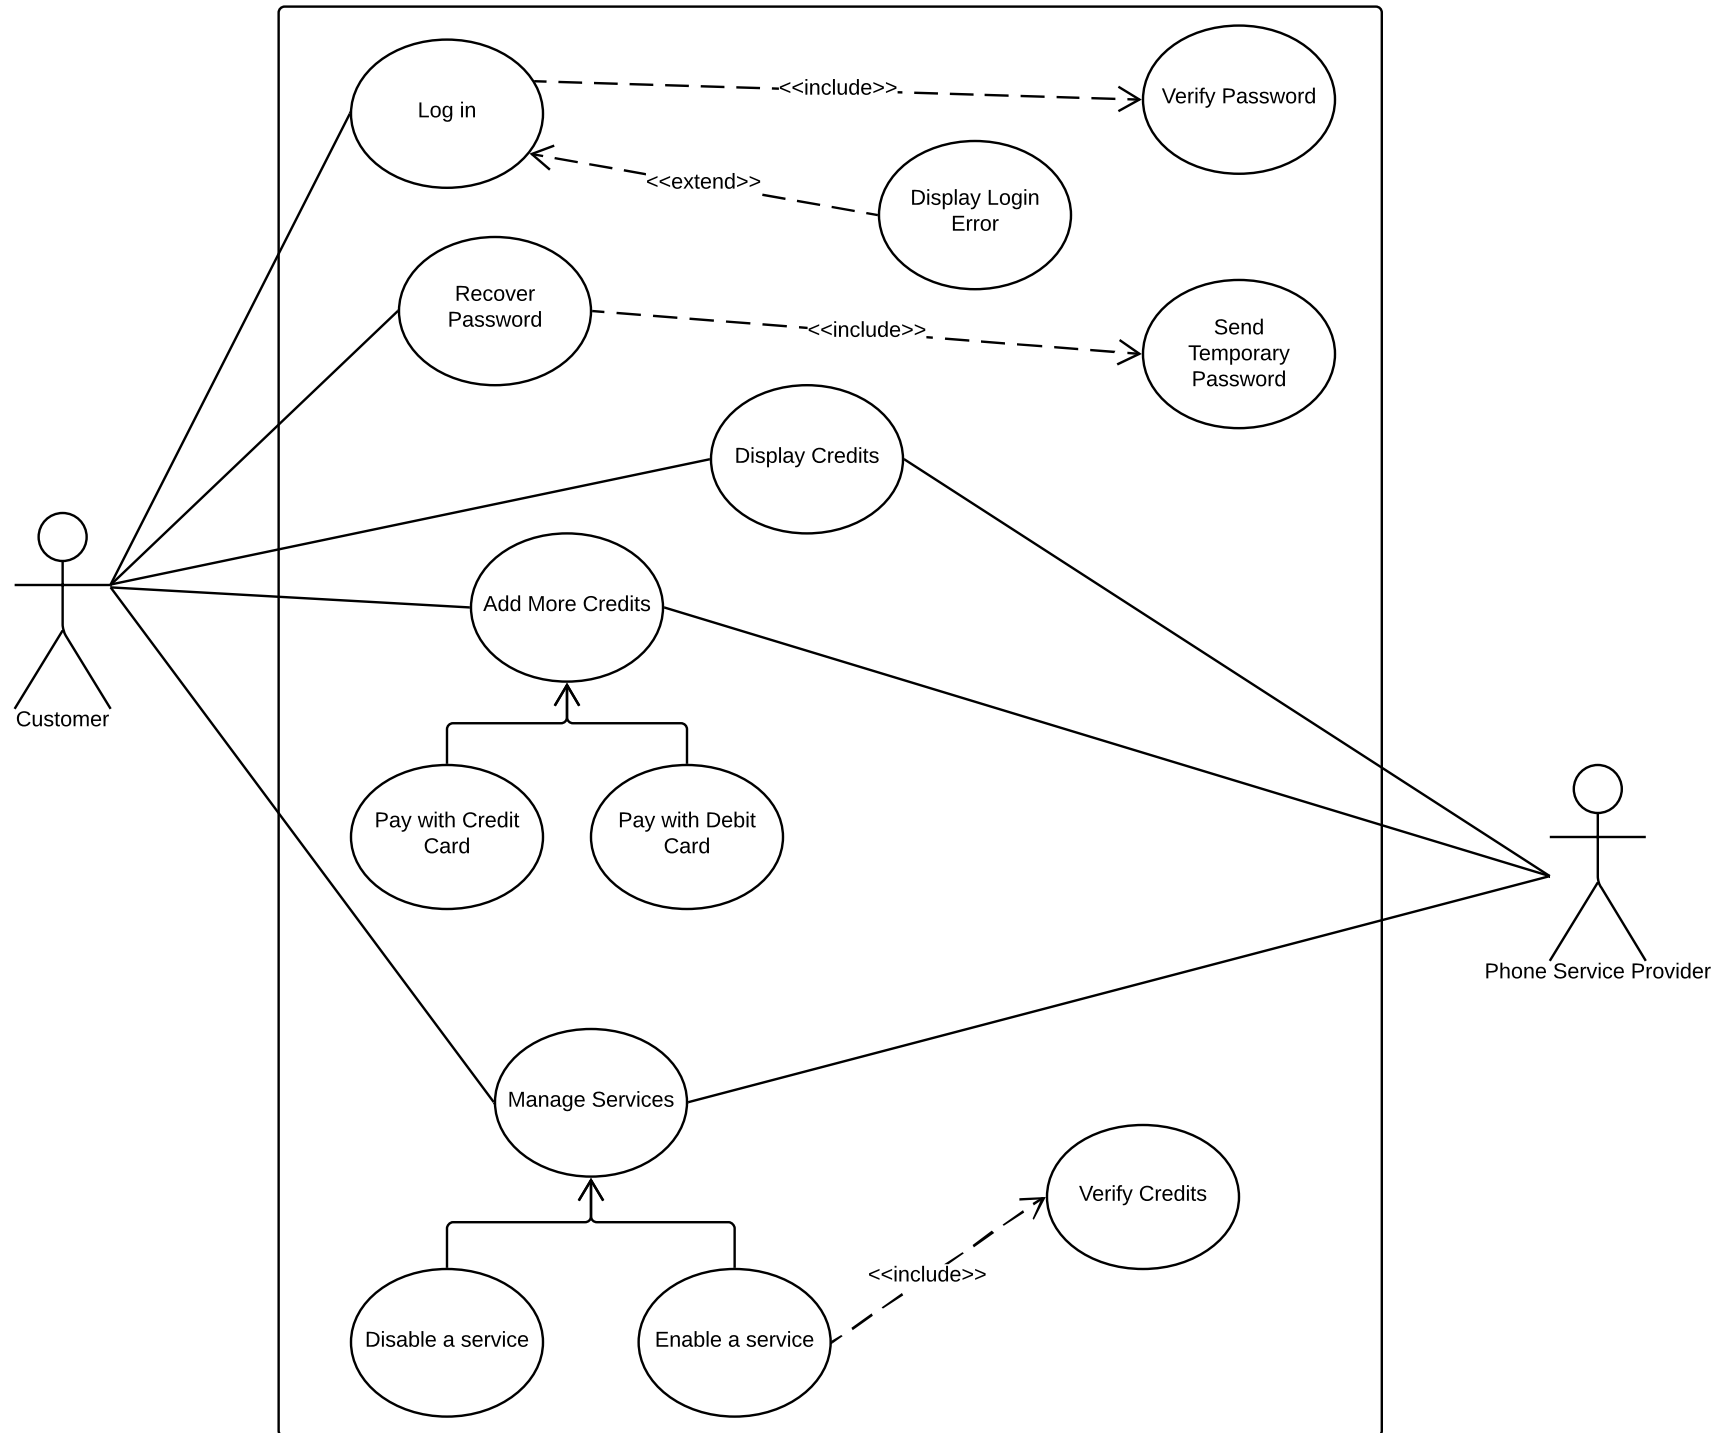 Log in
<<include>>
Verify Password
<<extend>>
Display Login
Error
Recover
Password
<<include>>
Send
Temporary
Password
Display Credits
Add More Credits
Customer
Pay with Credit
Card
Pay with Debit
Card
Phone Service Provider
Manage Services
Verify Credits
<<include>>
Disable a service
Enable a service